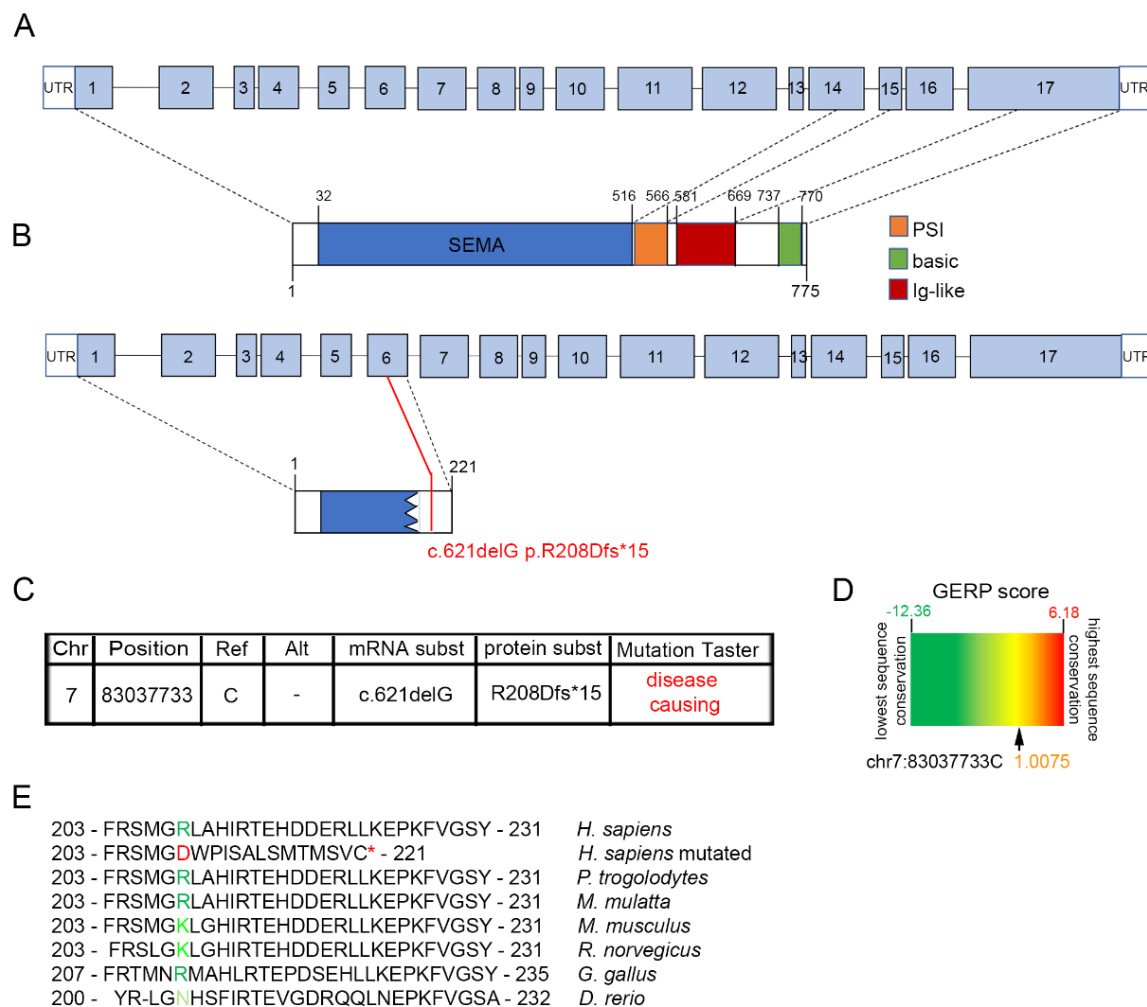 A
UTR 1 2 3 4 5 6 7 8 9 10 11 12 13 14 15 16 17 UTR
32 516 566 581 669 737 770
B
SEMA
PSI
basic
Ig-like
1 775
UTR 1 2 3 4 5 6 7 8 9 10 11 12 13 14 15 16 17 UTR
1 221
c.621delG p.R208Dfs*15
C
Chr Position Ref Alt mRNA subst protein subst Mutation Taster
7 83037733 C - c.621delG R208Dfs*15 disease causing
D
GERP score
-12.36 6.18
lowest sequence conservation
highest sequence conservation
chr7:83037733C 1.0075
E
203 - FRSMGRLAHIRTEHDDERLLKEPKFVGSY - 231 H. sapiens
203 - FRSMGDWPISALSMTMSVC* - 221 H. sapiens mutated
203 - FRSMGRLAHIRTEHDDERLLKEPKFVGSY - 231 P. trogolodytes
203 - FRSMGRLAHIRTEHDDERLLKEPKFVGSY - 231 M. mulatta
203 - FRSMGKLGHIRTEHDDERLLKEPKFVGSY - 231 M. musculus
203 - FRSLGKLGHIRTEHDDERLLKEPKFVGSY - 231 R. norvegicus
207 - FRTMNRMAHLRTEPDSEHLLKEPKFVGSY - 235 G. gallus
200 - YR-LGNHSFIRTEVGDRQQLNEPKFVGSA - 232 D. rerio